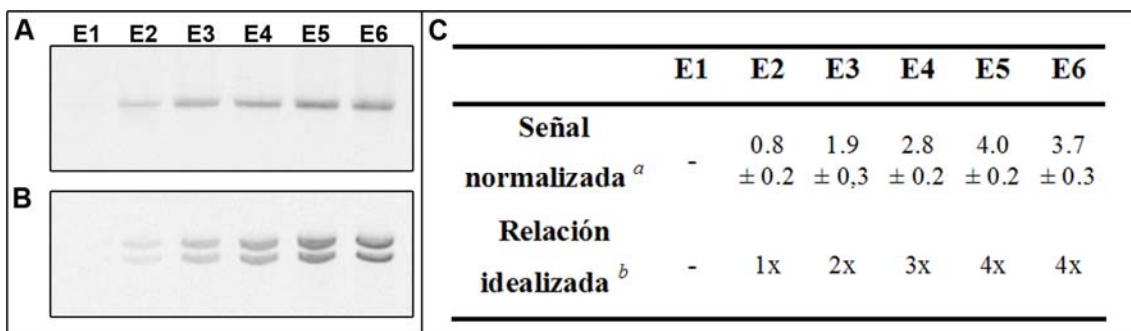 A E1 E2 E3 E4 E5 E6
B
C
E1 E2 E3 E4 E5 E6
Señal
normalizada a
- 0.8 1.9 2.8 4.0 3.7
± 0.2 ± 0,3 ± 0.2 ± 0.2 ± 0.3
Relación
idealizada b
- 1x 2x 3x 4x 4x